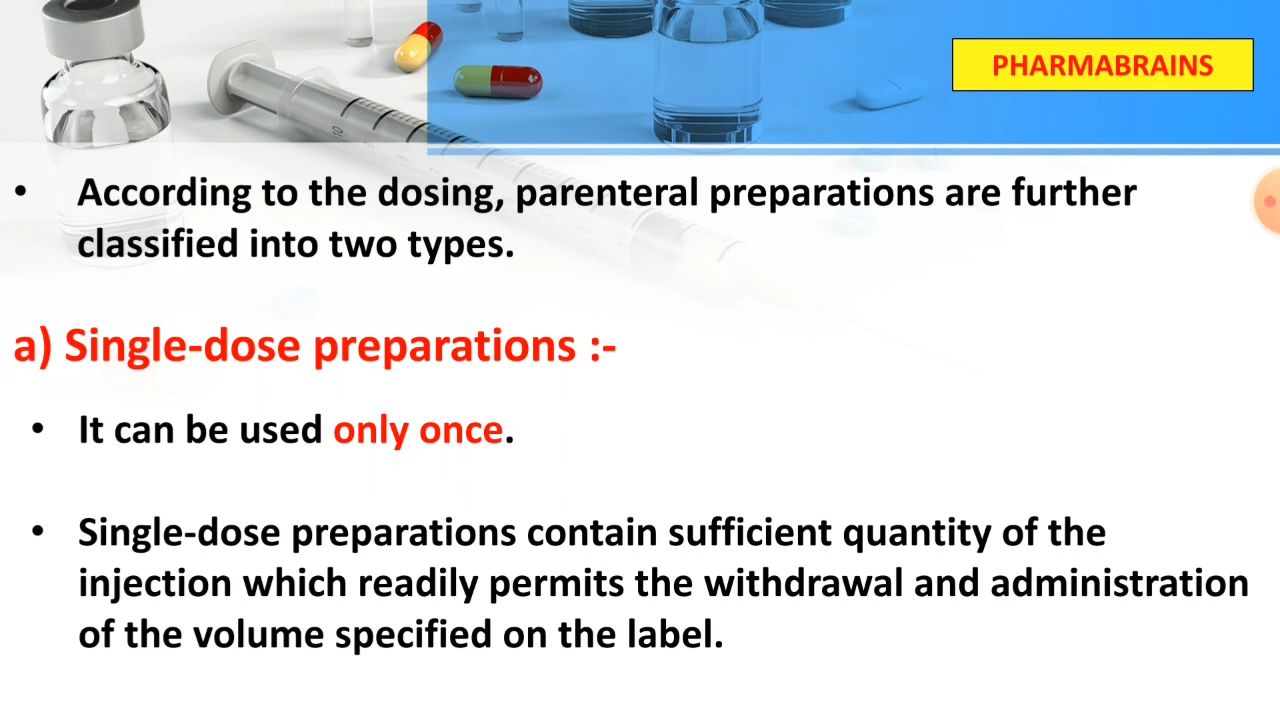 PHARMABRAINS
• According to the dosing, parenteral preparations are further
classified into two types.
a) Single-dose preparations :-
• It can be used only once.
• Single-dose preparations contain sufficient quantity of the
injection which readily permits the withdrawal and administration
of the volume specified on the label.